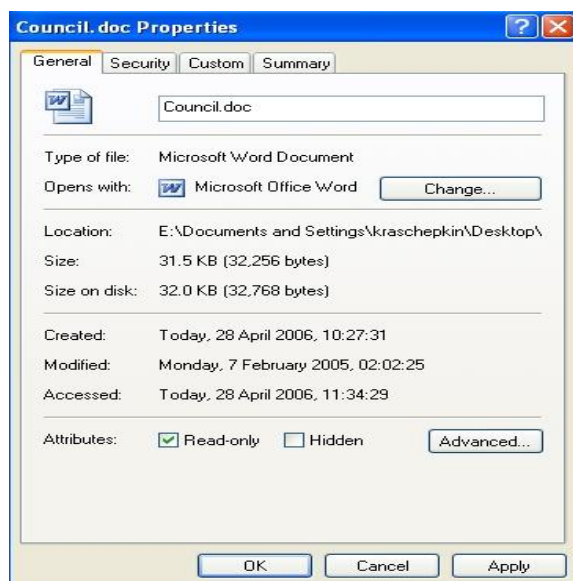 Council.doc Properties
General Security Custom Summary
Council.doc
Type of file: Microsoft Word Document
Opens with: Microsoft Office Word Change...
Location: E:\Documents and Settings\kraschepkin\Desktop\
Size: 31.5 KB (32,256 bytes)
Size on disk: 32.0 KB (32,768 bytes)
Created: Today, 28 April 2006, 10:27:31
Modified: Monday, 7 February 2005, 02:02:25
Accessed: Today, 28 April 2006, 11:34:29
Attributes: Read-only Hidden Advanced...
OK Cancel Apply